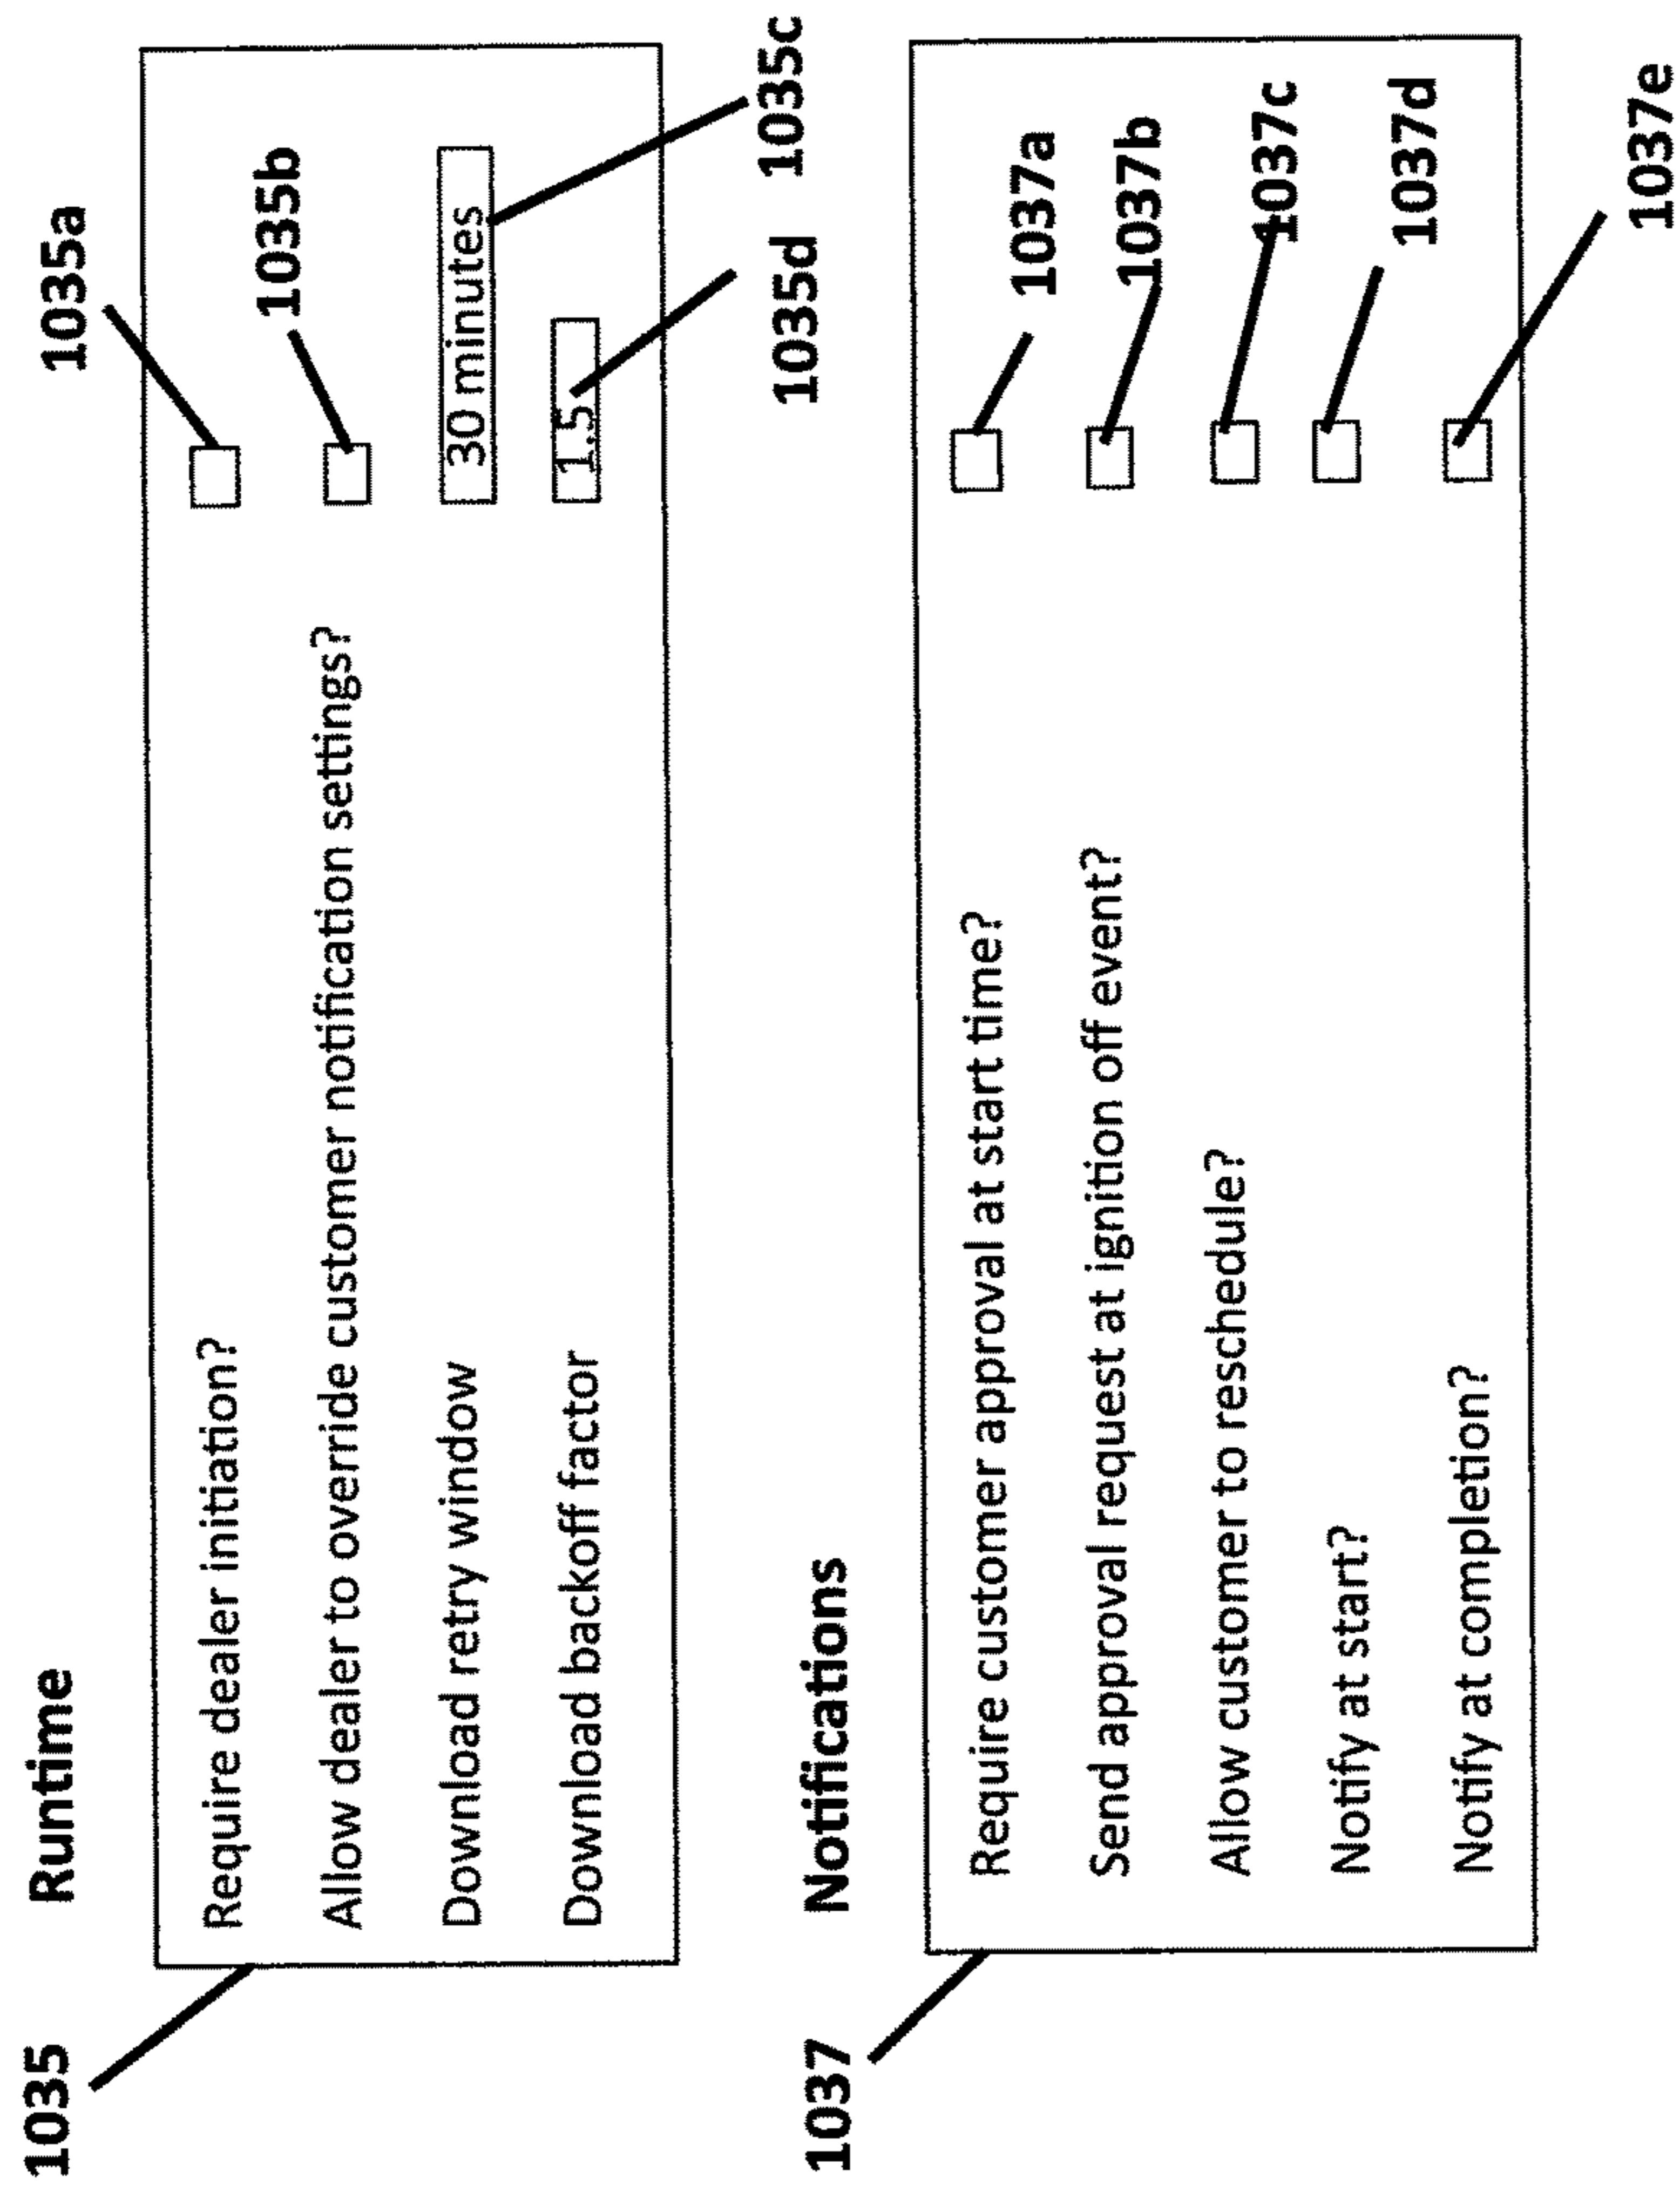 1035
Runtime
Require dealer initiation?
1035a
Allow dealer to override customer notification settings?
1035b
Download retry window
30 minutes
1035c
Download backoff factor
1.5
1035d
1037
Notifications
Require customer approval at start time?
1037a
Send approval request at ignition off event?
1037b
Allow customer to reschedule?
1037c
Notify at start?
1037d
Notify at completion?
1037e